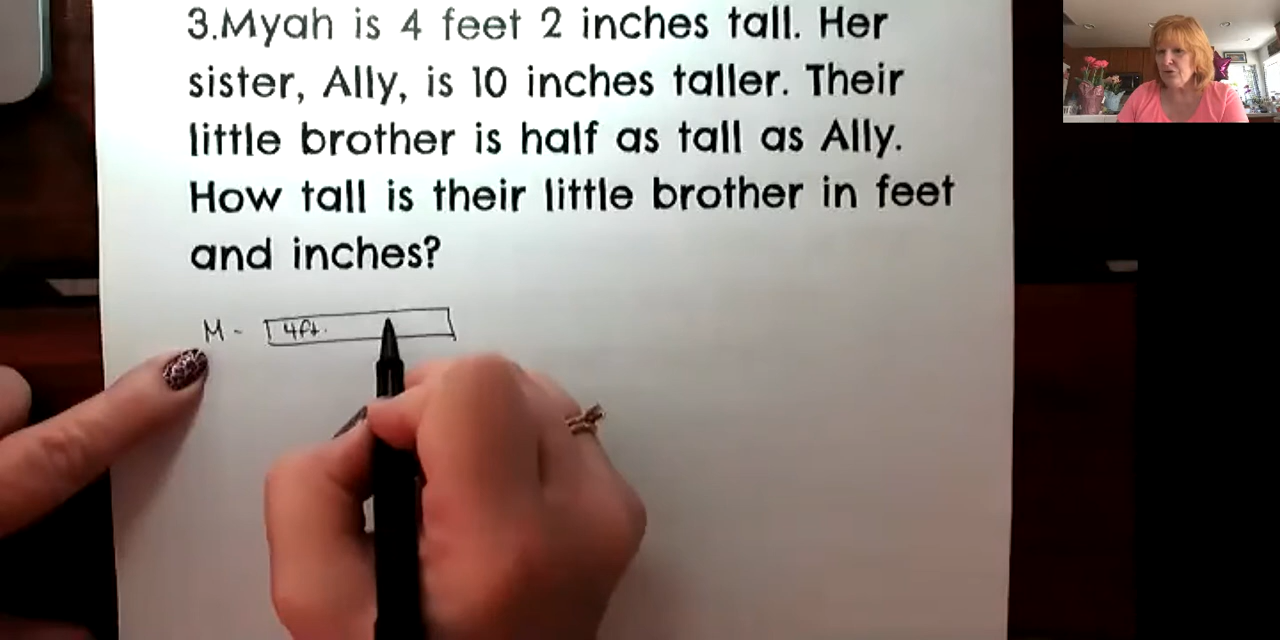 3.Myah is 4 feet 2 inches tall. Her
sister, Ally, is 10 inches taller. Their
little brother is half as tall as Ally.
How tall is their little brother in feet
and inches?
M - 4ft.